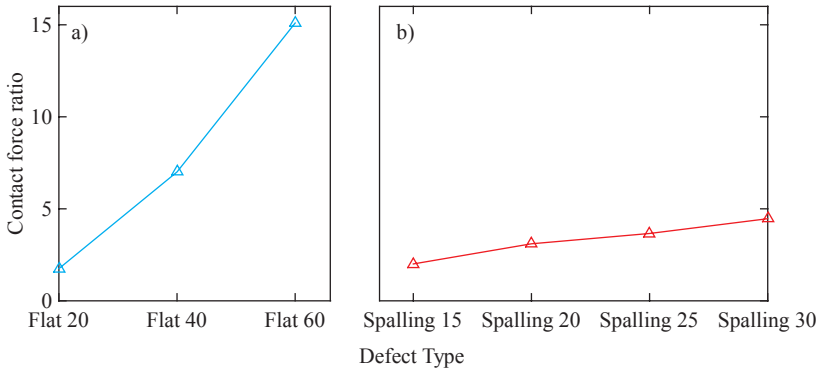 a)
b)
Contact force ratio
15
10
5
0
Flat 20 Flat 40 Flat 60
Spalling 15 Spalling 20 Spalling 25 Spalling 30
Defect Type